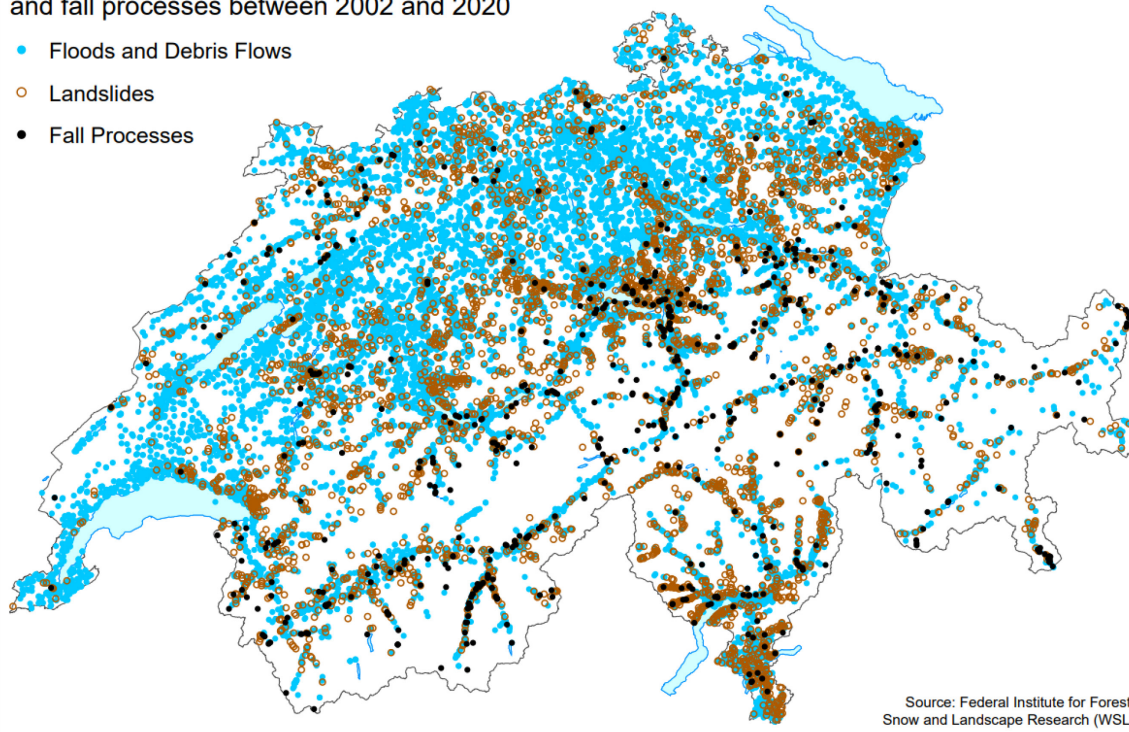 and fall processes between 2002 and 2020
Floods and Debris Flows
Landslides
Fall Processes
Source: Federal Institute for Forest
Snow and Landscape Research (WSL